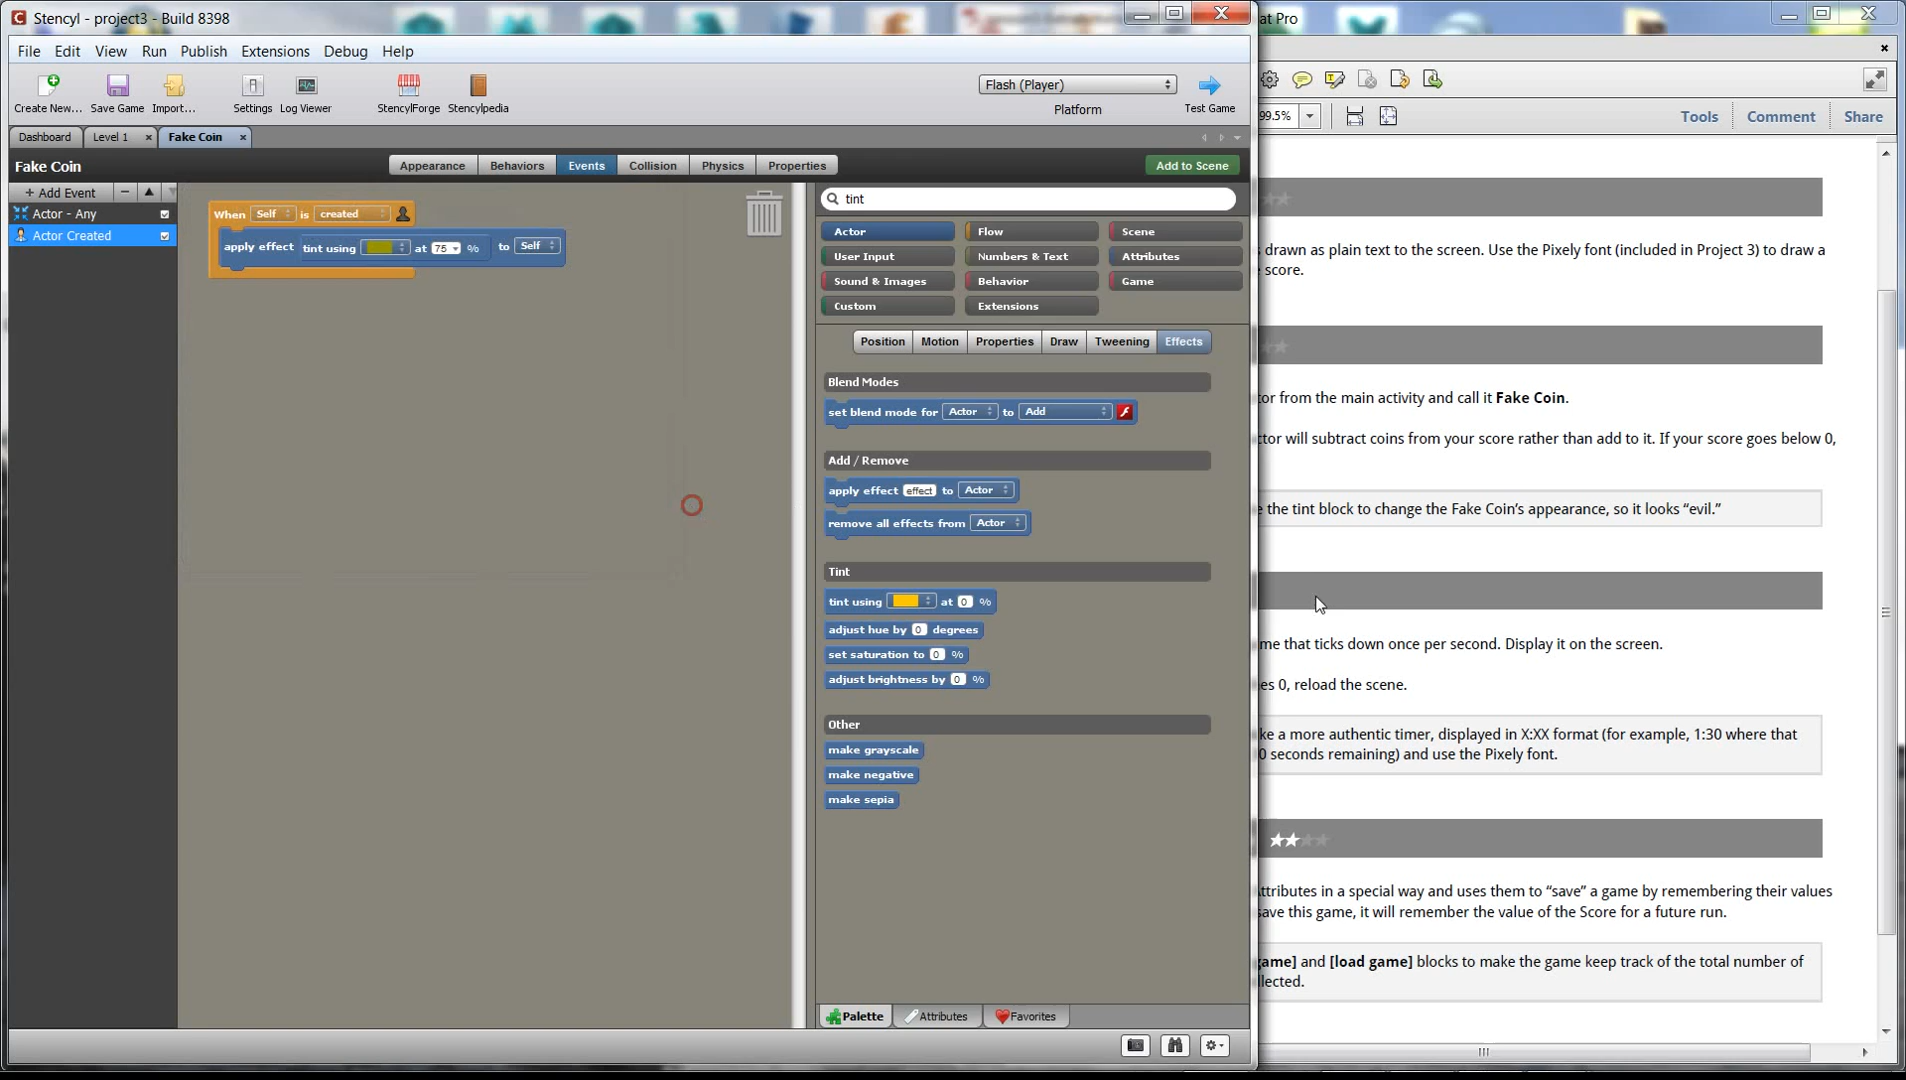 Stencyl - project3 - Build 8398
at Pro
File Edit View Run Publish Extensions Debug Help
Create New... Save Game Import... Settings Log Viewer StencylForge Stencylpedia
Flash (Player)
Platform
Test Game
99.5%
Tools Comment Share
Dashboard Level 1 Fake Coin
Fake Coin
Appearance Behaviors Events Collision Physics Properties
Add to Scene
+ Add Event
Actor - Any
Actor Created
When Self is created
apply effect tint using at 75 % to Self
tint
Actor Flow Scene
User Input Numbers & Text Attributes
Sound & Images Behavior Game
Custom Extensions
Position Motion Properties Draw Tweening Effects
Blend Modes
set blend mode for Actor to Add
Add / Remove
apply effect effect to Actor
remove all effects from Actor
Tint
tint using at 0 %
adjust hue by 0 degrees
set saturation to 0 %
adjust brightness by 0 %
Other
make grayscale
make negative
make sepia
Palette Attributes Favorites
s drawn as plain text to the screen. Use the Pixely font (included in Project 3) to draw a
score.
tor from the main activity and call it Fake Coin.
ctor will subtract coins from your score rather than add to it. If your score goes below 0,
e the tint block to change the Fake Coin's appearance, so it looks “evil.”
me that ticks down once per second. Display it on the screen.
es 0, reload the scene.
ke a more authentic timer, displayed in X:XX format (for example, 1:30 where that
0 seconds remaining) and use the Pixely font.
Attributes in a special way and uses them to “save” a game by remembering their values
save this game, it will remember the value of the Score for a future run.
game] and [load game] blocks to make the game keep track of the total number of
llected.